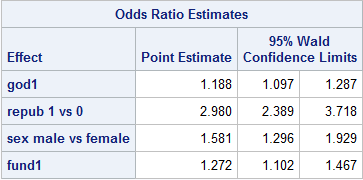 Odds Ratio Estimates
Effect Point Estimate 95% Wald Confidence Limits
god1 1.188 1.097 1.287
repub 1 vs 0 2.980 2.389 3.718
sex male vs female 1.581 1.296 1.929
fund1 1.272 1.102 1.467